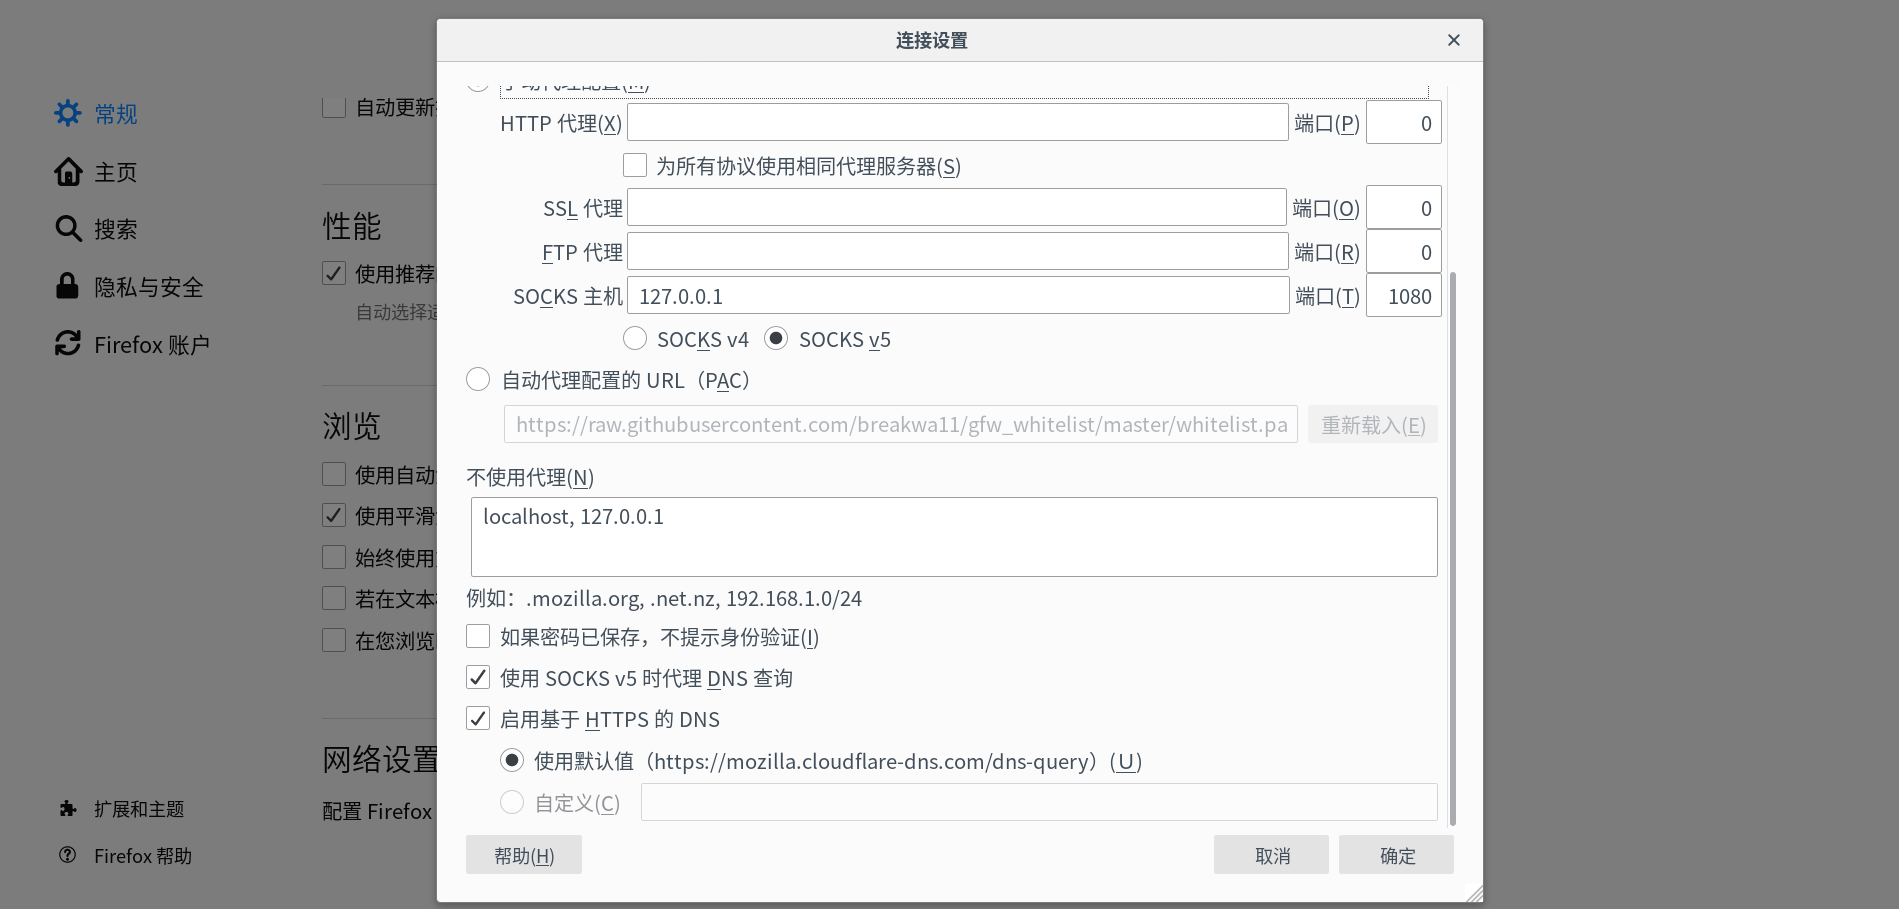 连接设置
常规
主页
搜索
隐私与安全
Firefox 账户
扩展和主题
Firefox 帮助
自动更新
性能
使用推荐
自动选择适
浏览
使用自动
使用平滑
始终使用
若在文本
在您浏览
网络设置
配置 Firefox
手动代理配置(M)
HTTP 代理(X) 端口(P) 0
为所有协议使用相同代理服务器(S)
SSL 代理 端口(O) 0
FTP 代理 端口(R) 0
SOCKS 主机 127.0.0.1 端口(T) 1080
SOCKS v4 SOCKS v5
自动代理配置的 URL（PAC）
https://raw.githubusercontent.com/breakwa11/gfw_whitelist/master/whitelist.pa 重新载入(E)
不使用代理(N)
localhost, 127.0.0.1
例如：.mozilla.org, .net.nz, 192.168.1.0/24
如果密码已保存，不提示身份验证(I)
使用 SOCKS v5 时代理 DNS 查询
启用基于 HTTPS 的 DNS
使用默认值（https://mozilla.cloudflare-dns.com/dns-query）(U)
自定义(C)
帮助(H) 取消 确定